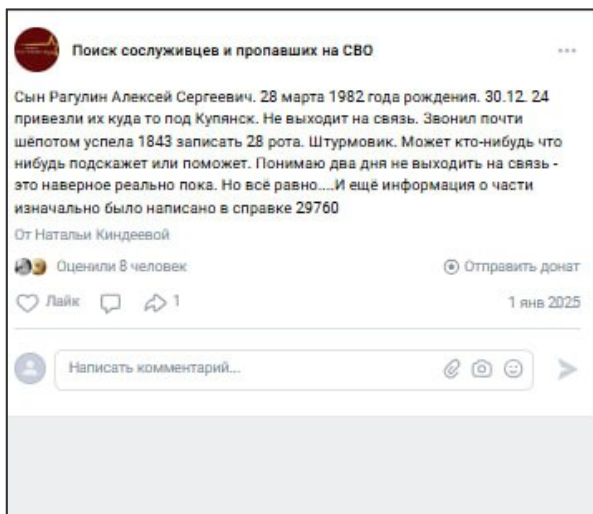 Поиск сослуживцев и пропавших на СВО
Сын Рагулин Алексей Сергеевич. 28 марта 1982 года рождения. 30.12. 24
привезли их куда то под Купянск. Не выходит на связь. Звонил почти
шёпотом успела 1843 записать 28 рота. Штурмовик. Может кто-нибудь что
нибудь подскажет или поможет. Понимаю два дня не выходить на связь -
это наверное реально пока. Но всё равно....И ещё информация о части
изначально было написано в справке 29760
От Натальи Киндеевой
Оценили 8 человек
Отправить донат
Лайк
1
1 янв 2025
Написать комментарий...